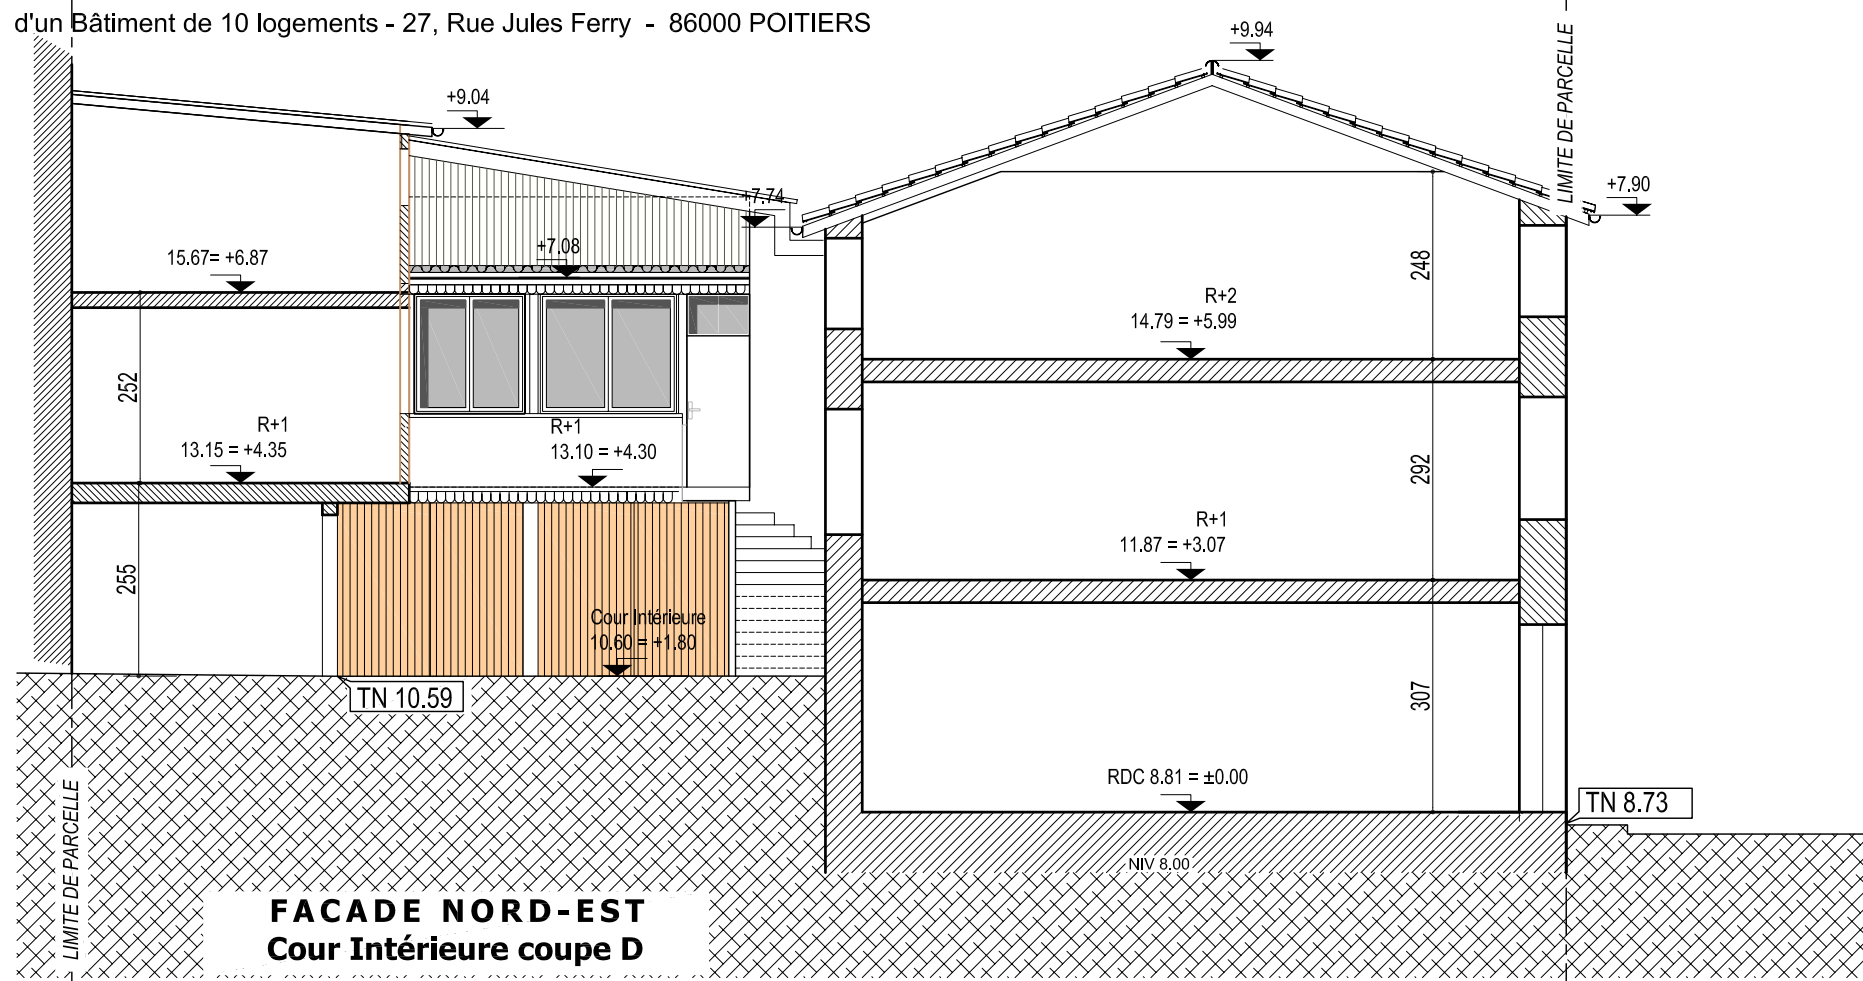 d'un Bâtiment de 10 logements - 27, Rue Jules Ferry - 86000 POITIERS
+9.94
LIMITE DE PARCELLE
+9.04
+7.90
+7.74
15.67= +6.87
+7.08
248
R+2
14.79 = +5.99
252
R+1
13.15 = +4.35
R+1
13.10 = +4.30
292
R+1
11.87 = +3.07
255
Cour Intérieure
10.60 = +1.80
TN 10.59
307
RDC 8.81 = ±0.00
TN 8.73
NIV 8.00
LIMITE DE PARCELLE
FACADE NORD-EST
Cour Intérieure coupe D